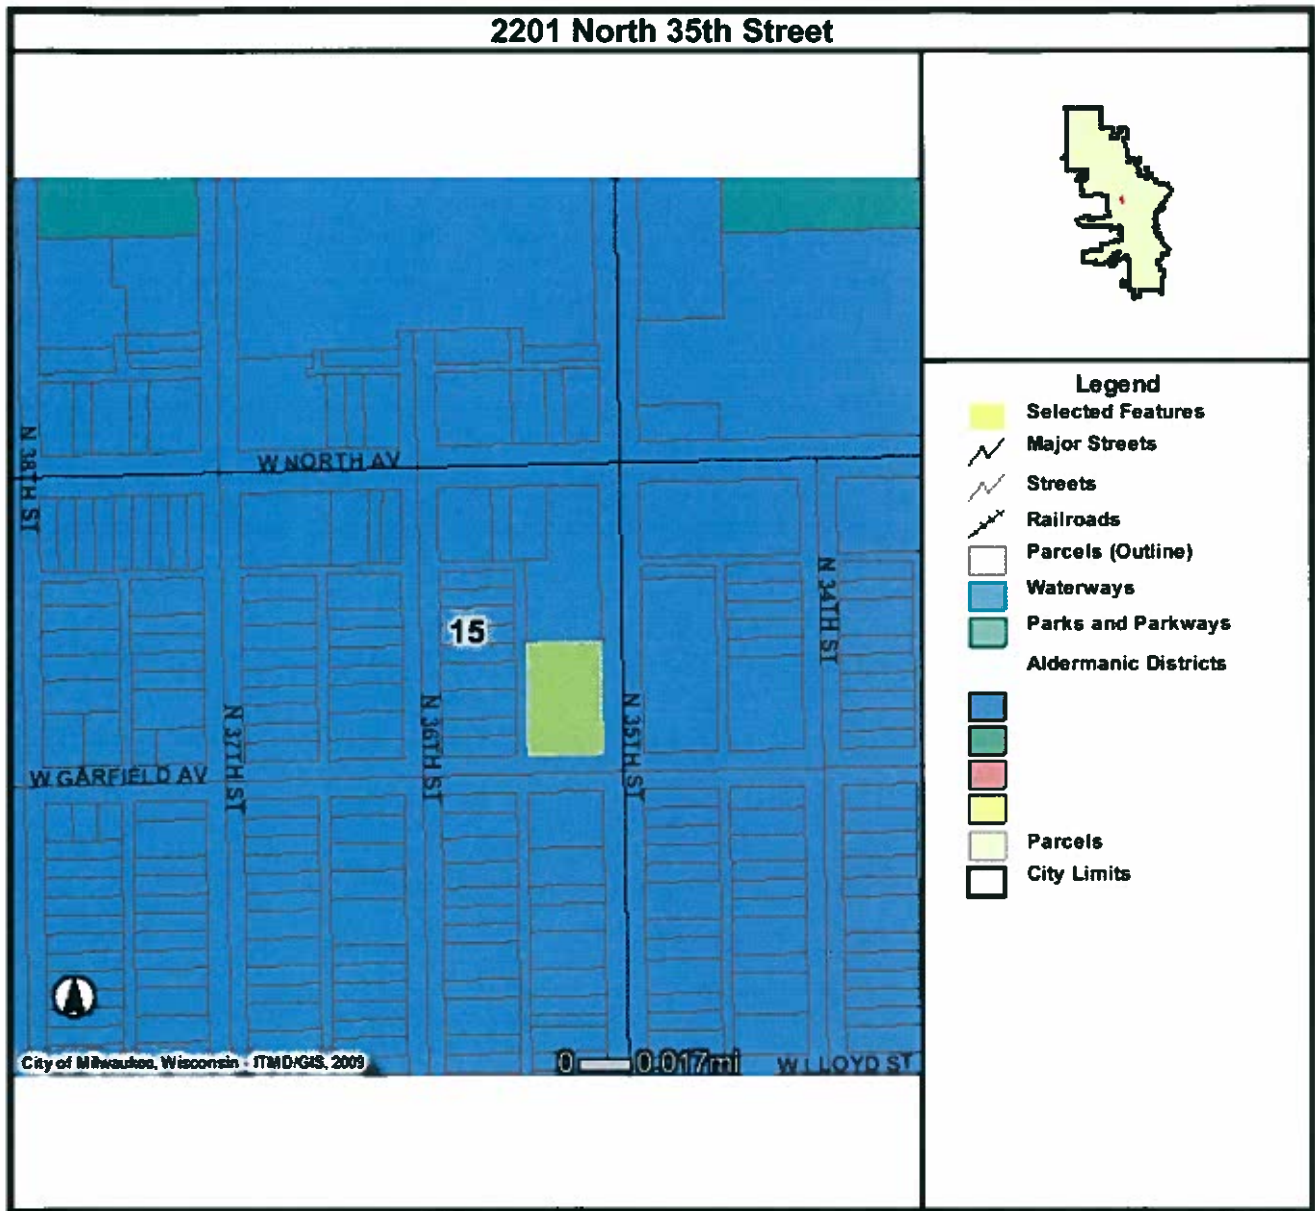 2201 North 35th Street
W NORTH AV
N 38TH ST
N 34TH ST
15
N 37TH ST
N 36TH ST
N 35TH ST
W GARFIELD AV
City of Milwaukee, Wisconsin - ITMD/GIS, 2009
0 0.017mi
W LLOYD ST
Legend
Selected Features
Major Streets
Streets
Railroads
Parcels (Outline)
Waterways
Parks and Parkways
Aldermanic Districts
Parcels
City Limits